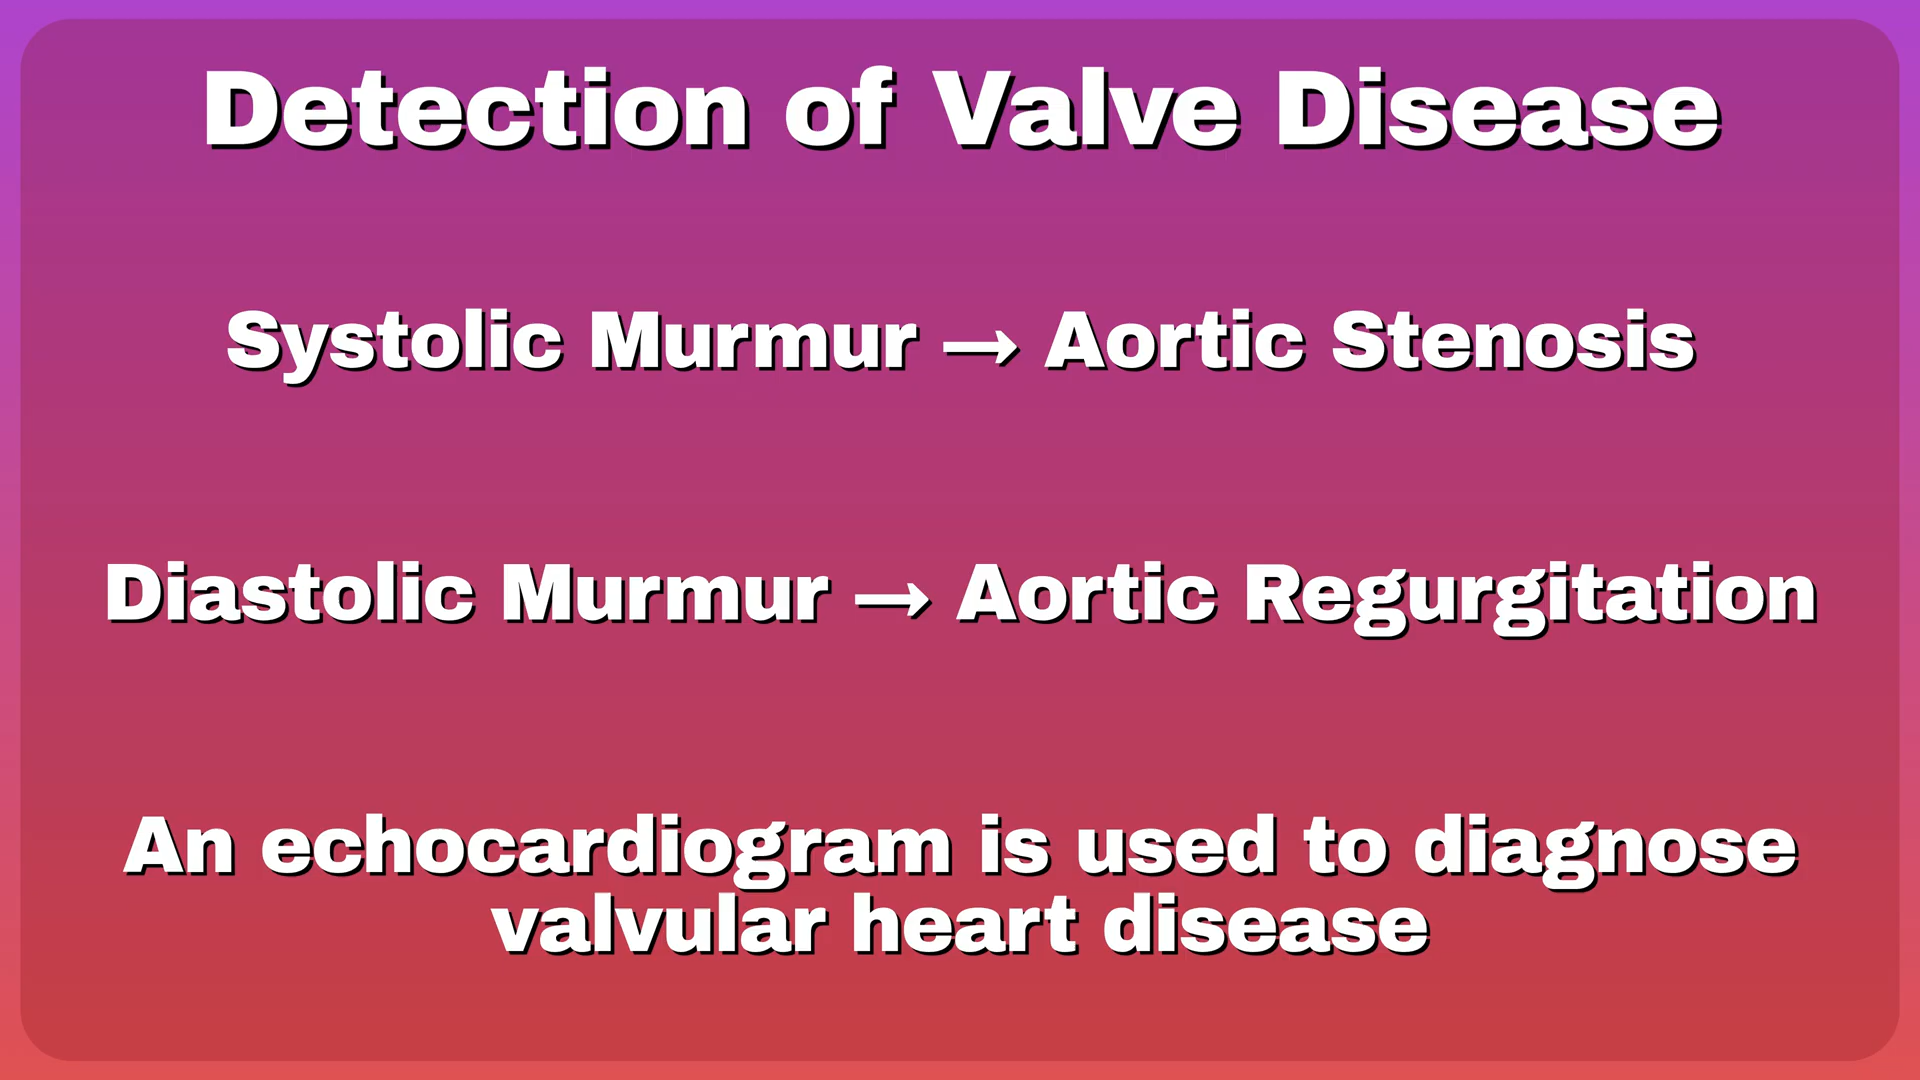 Detection of Valve Disease
Systolic Murmur → Aortic Stenosis
Diastolic Murmur → Aortic Regurgitation
An echocardiogram is used to diagnose
valvular heart disease